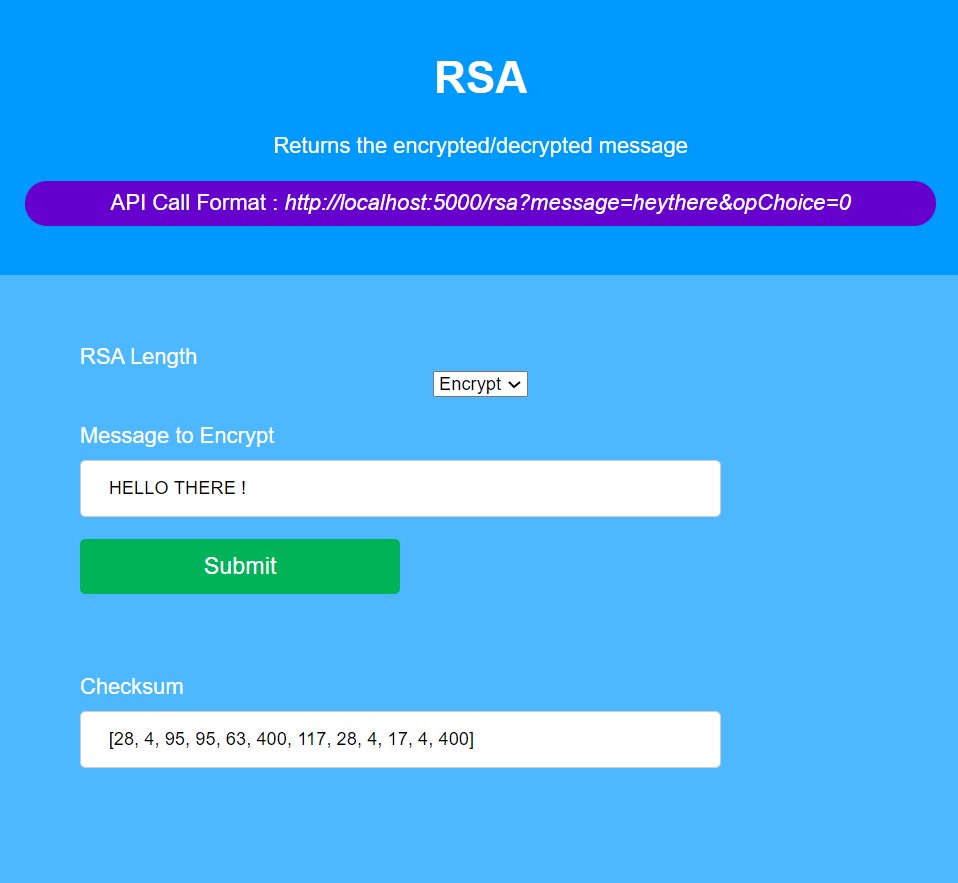 RSA
Returns the encrypted/decrypted message
API Call Format : http://localhost:5000/rsa?message=heythere&opChoice=0
RSA Length
Encrypt
Message to Encrypt
HELLO THERE !
Submit
Checksum
[28, 4, 95, 95, 63, 400, 117, 28, 4, 17, 4, 400]